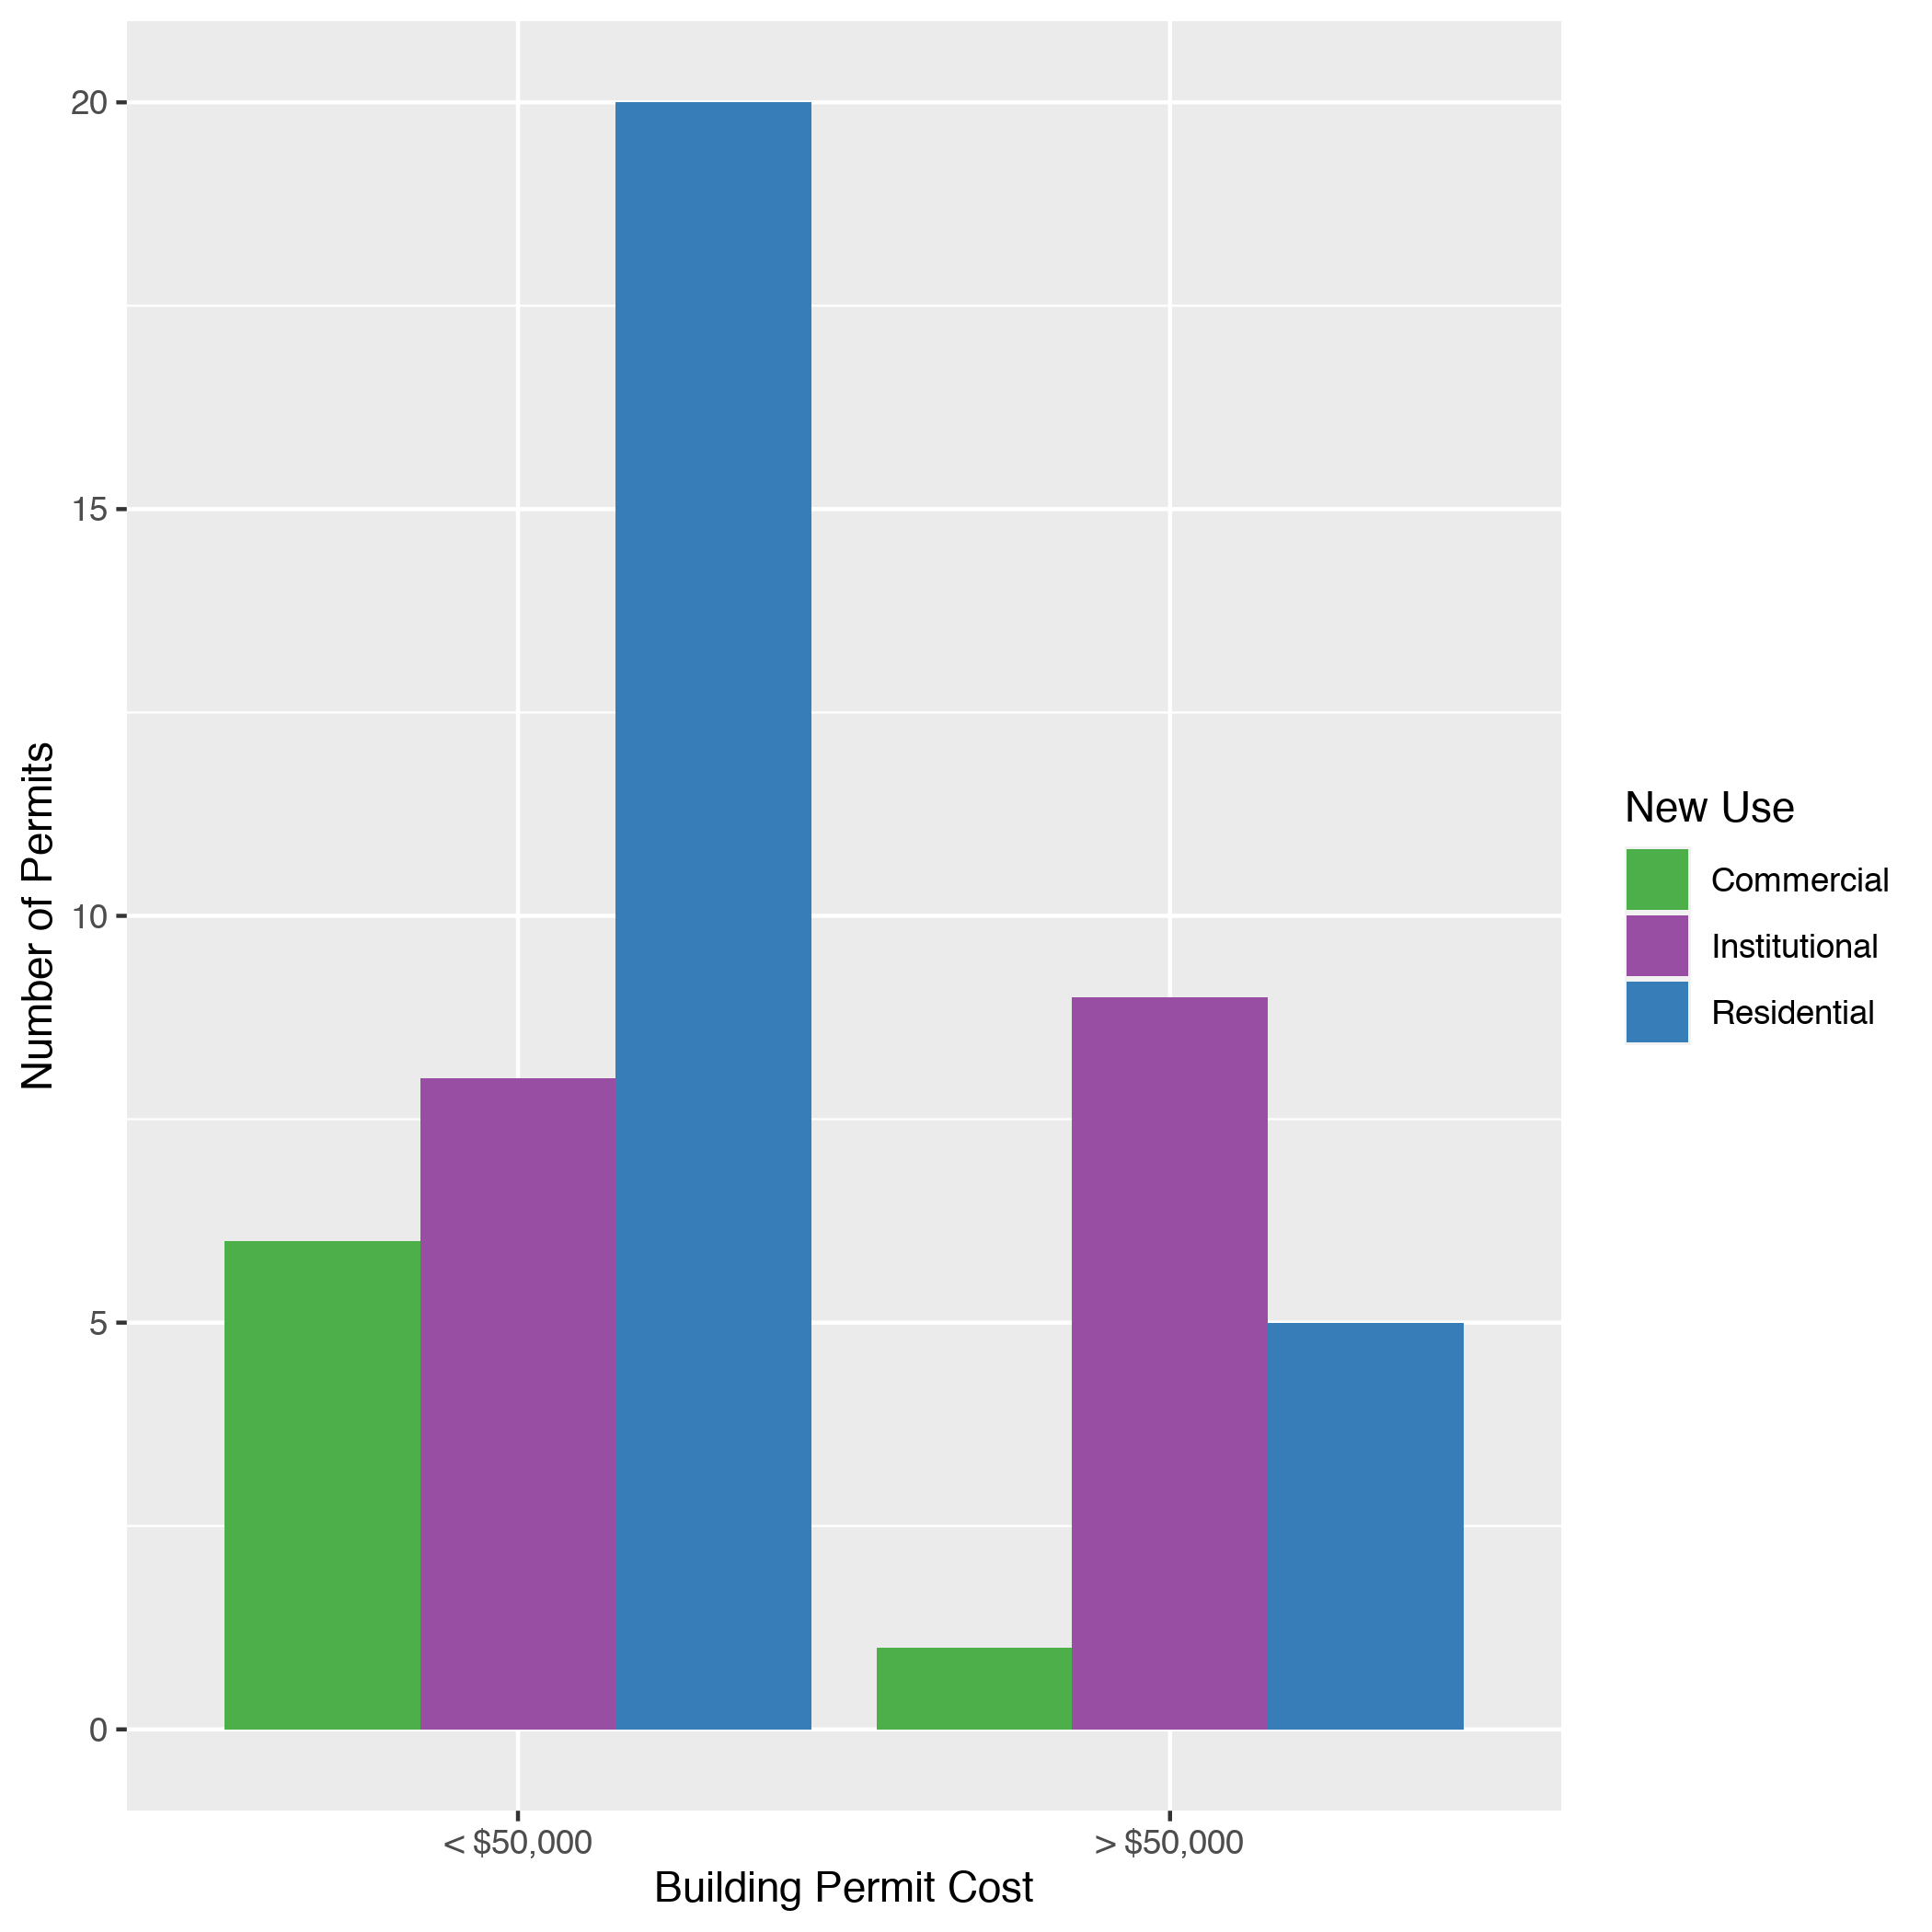 20
15
10
5
0
Number of Permits
< $50,000
> $50,000
Building Permit Cost
New Use
Commercial
Institutional
Residential